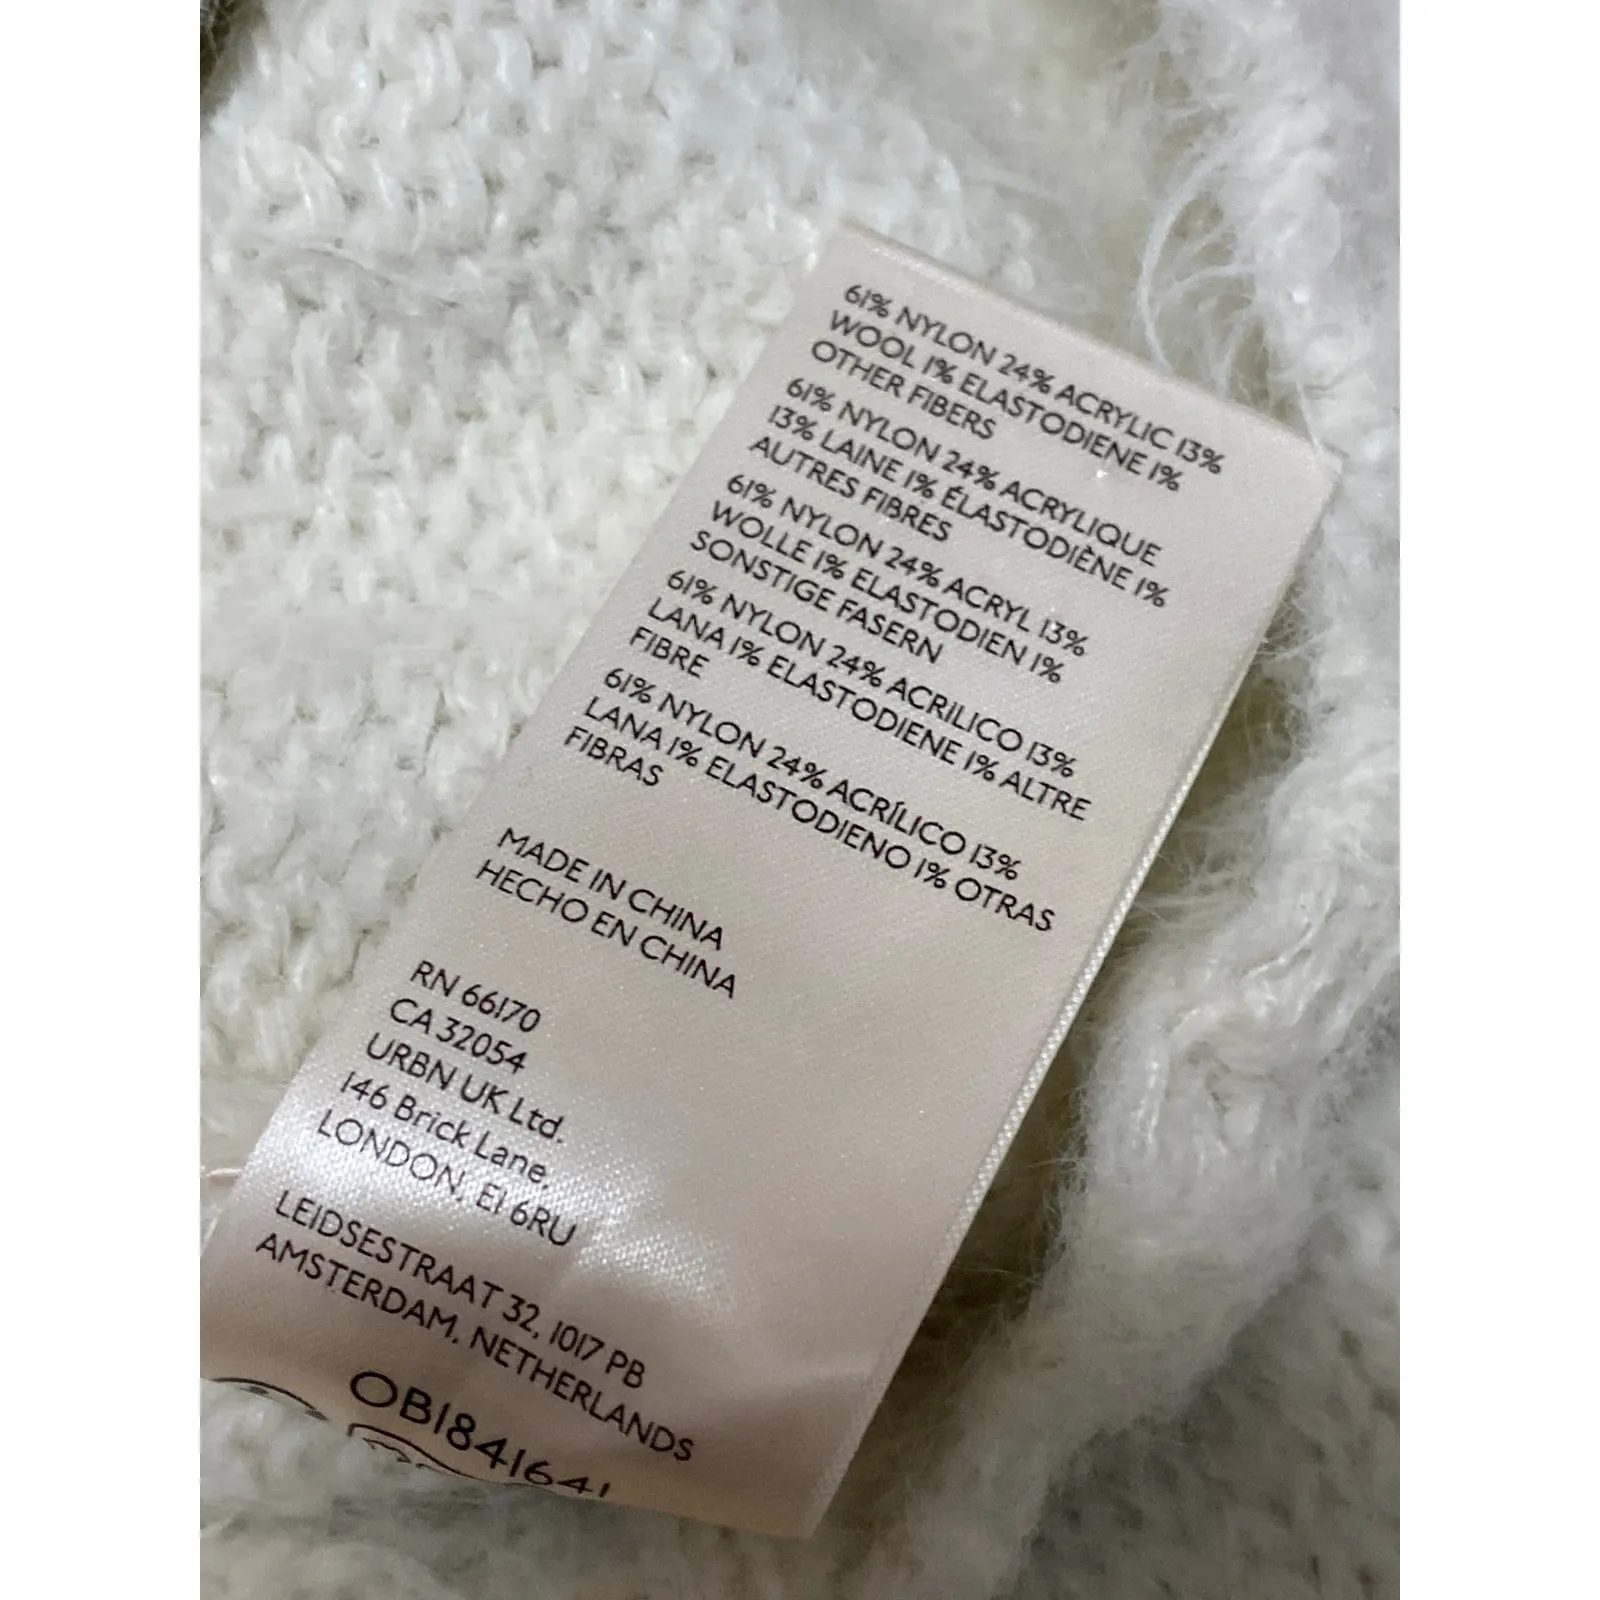 61% NYLON 24% ACRYLIC 13%
WOOL 1% ELASTODIENE 1%
OTHER FIBERS
61% NYLON 24% ACRYLIQUE
13% LAINE 1% ÉLASTODIÈNE 1%
AUTRES FIBRES
61% NYLON 24% ACRYL 13%
WOLLE 1% ELASTODIEN 1%
SONSTIGE FASERN
61% NYLON 24% ACRILICO 13%
LANA 1% ELASTODIENE 1% ALTRE
FIBRE
61% NYLON 24% ACRÍLICO 13%
LANA 1% ELASTODIENO 1% OTRAS
FIBRAS
MADE IN CHINA
HECHO EN CHINA
RN 66170
CA 32054
URBN UK Ltd.
146 Brick Lane,
LONDON, E1 6RU
LEIDSESTRAAT 32, 1017 PB
AMSTERDAM, NETHERLANDS
OB1841641